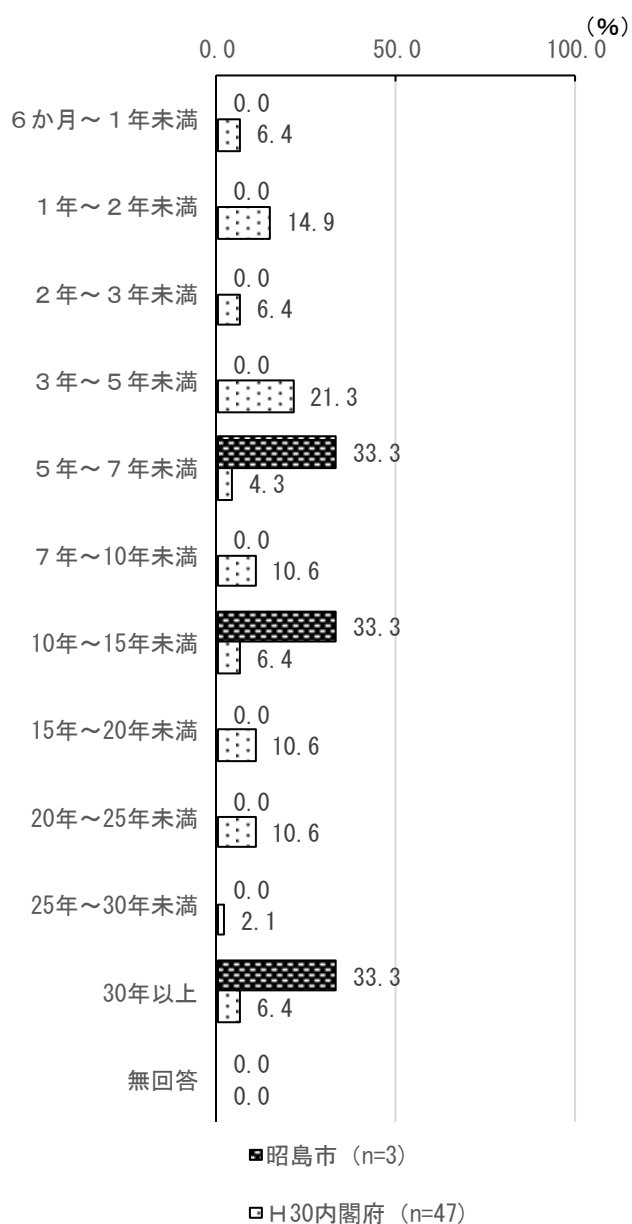 (%)
0.0 50.0 100.0
６か月～１年未満
0.0
6.4
１年～２年未満
0.0
14.9
２年～３年未満
0.0
6.4
３年～５年未満
0.0
21.3
５年～７年未満
33.3
4.3
７年～10年未満
0.0
10.6
10年～15年未満
33.3
6.4
15年～20年未満
0.0
10.6
20年～25年未満
0.0
10.6
25年～30年未満
0.0
2.1
30年以上
33.3
6.4
無回答
0.0
0.0
昭島市（n=3）
Ｈ30内閣府（n=47）